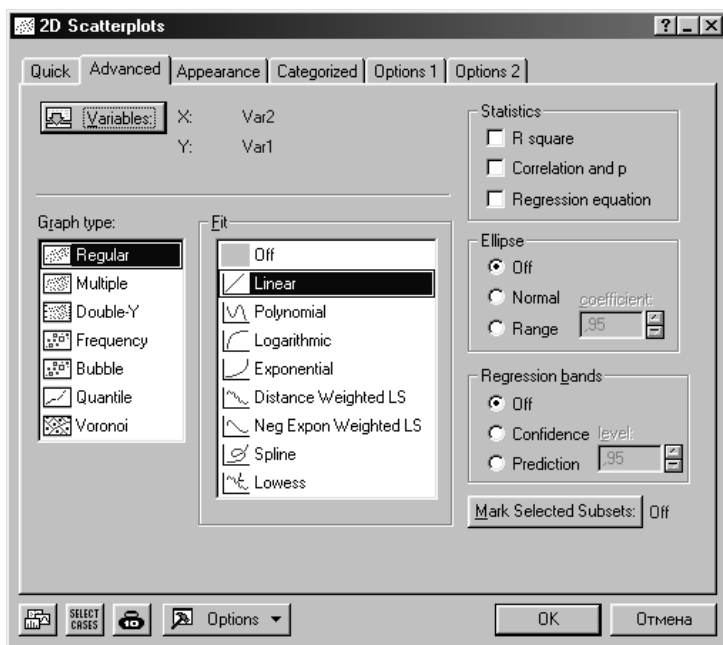 2D Scatterplots
Quick Advanced Appearance Categorized Options 1 Options 2
Variables: X: Var2
Y: Var1
Graph type:
Regular
Multiple
Double-Y
Frequency
Bubble
Quantile
Voronoi
Fit
Off
Linear
Polynomial
Logarithmic
Exponential
Distance Weighted LS
Neg Expon Weighted LS
Spline
Lowess
Statistics
R square
Correlation and p
Regression equation
Ellipse
Off
Normal coefficient:
Range ,95
Regression bands
Off
Confidence level:
Prediction ,95
Mark Selected Subsets: Off
SELECT
CASES
Options
OK
Отмена